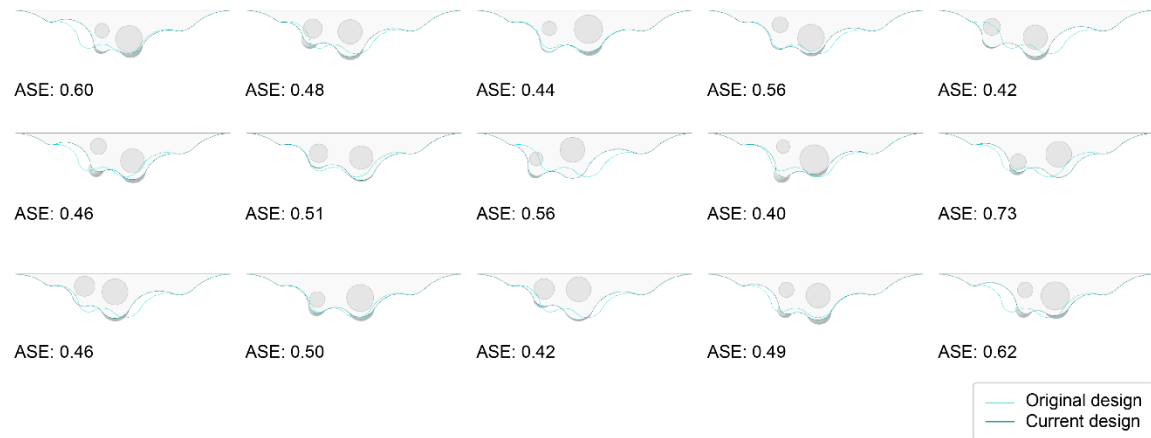 ASE: 0.60
ASE: 0.48
ASE: 0.44
ASE: 0.56
ASE: 0.42
ASE: 0.46
ASE: 0.51
ASE: 0.56
ASE: 0.40
ASE: 0.73
ASE: 0.46
ASE: 0.50
ASE: 0.42
ASE: 0.49
ASE: 0.62
Original design
Current design